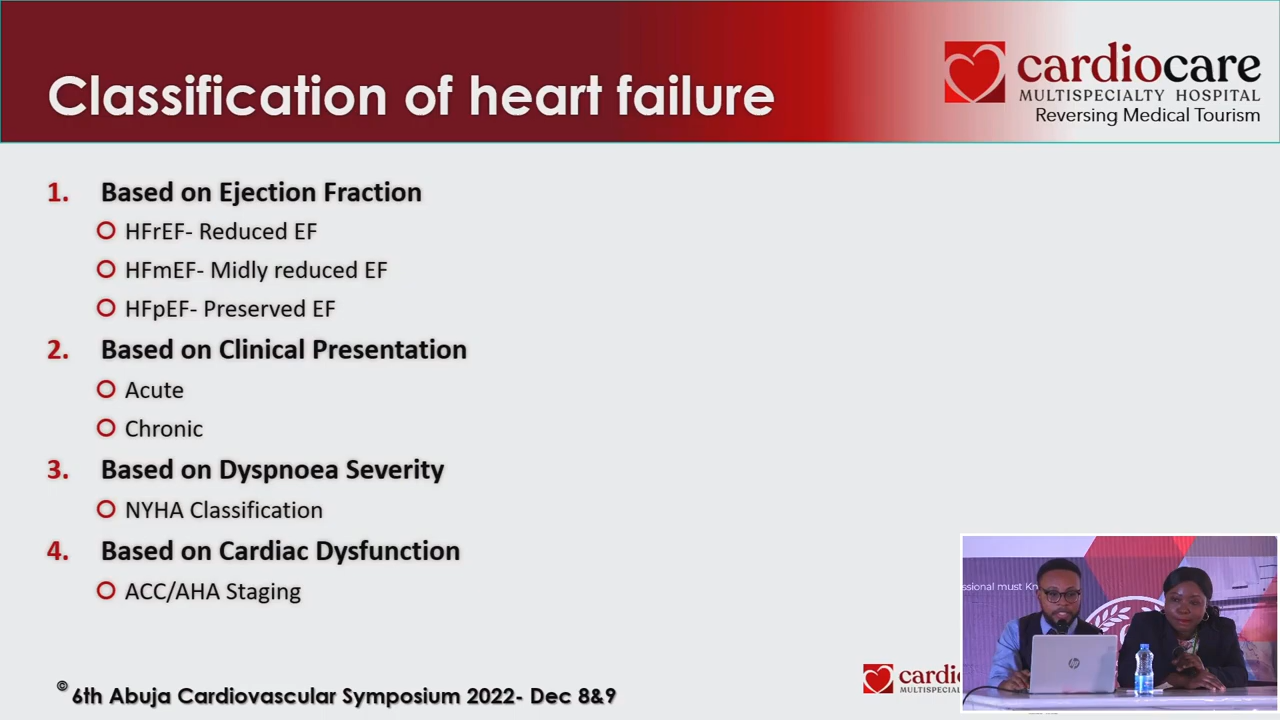 Classification of heart failure
cardiocare
MULTISPECIALTY HOSPITAL
Reversing Medical Tourism
1. Based on Ejection Fraction
HFrEF- Reduced EF
HFmEF- Midly reduced EF
HFpEF- Preserved EF
2. Based on Clinical Presentation
Acute
Chronic
3. Based on Dyspnoea Severity
NYHA Classification
4. Based on Cardiac Dysfunction
ACC/AHA Staging
© 6th Abuja Cardiovascular Symposium 2022- Dec 8&9
cardi
MULTISPECIAL
essional must Kn
hp